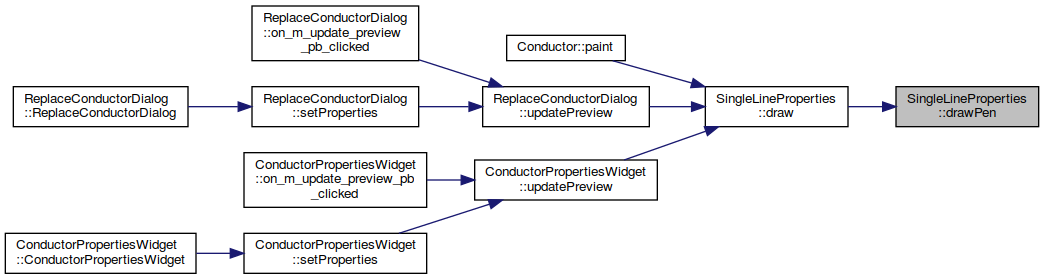 ReplaceConductorDialog
::on_m_update_preview
_pb_clicked
Conductor::paint
ReplaceConductorDialog
::ReplaceConductorDialog
ReplaceConductorDialog
::setProperties
ReplaceConductorDialog
::updatePreview
SingleLineProperties
::draw
SingleLineProperties
::drawPen
ConductorPropertiesWidget
::on_m_update_preview_pb
_clicked
ConductorPropertiesWidget
::updatePreview
ConductorPropertiesWidget
::ConductorPropertiesWidget
ConductorPropertiesWidget
::setProperties